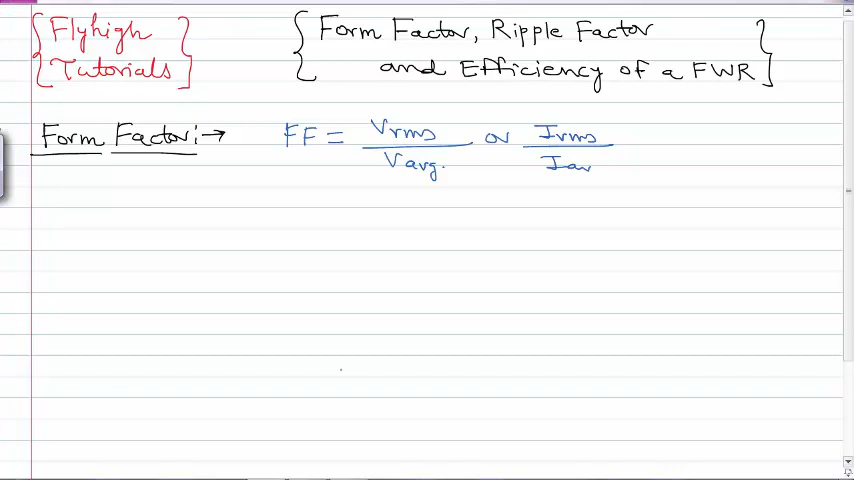 Flyhigh
Tutorials
Form Factor, Ripple Factor
and Efficiency of a FWR
Form Factor:→ FF = Vrms / Vavg. or Irms / Iav